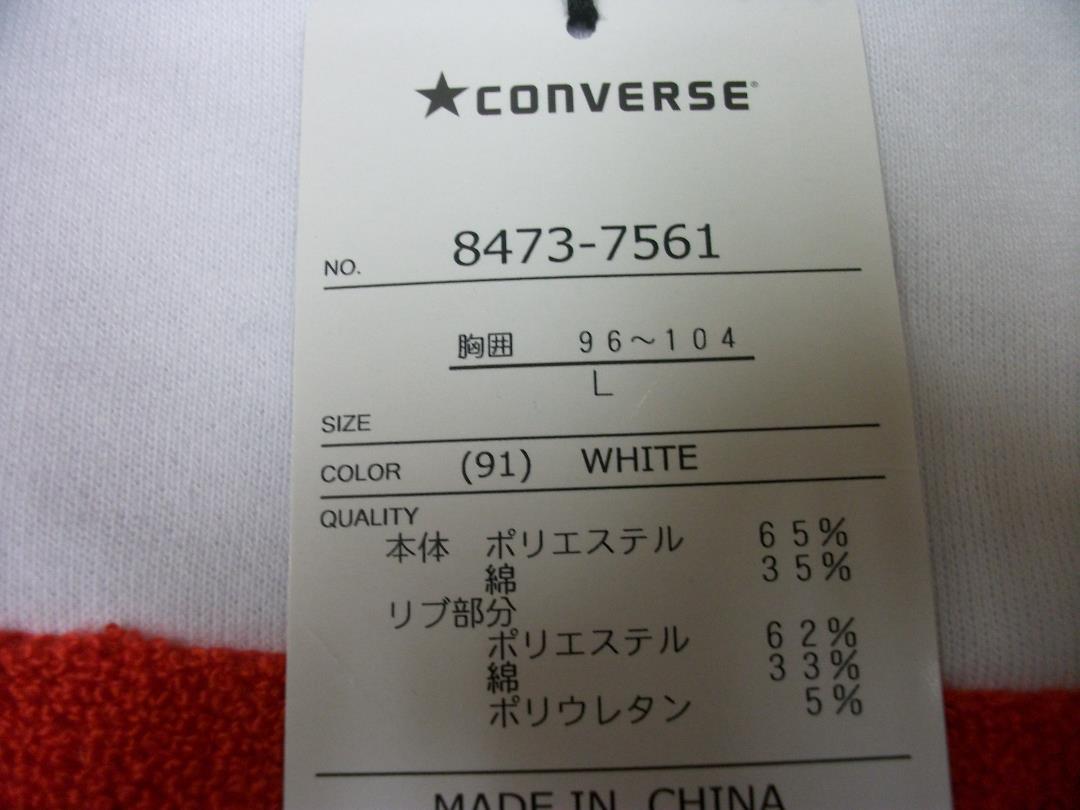 ★CONVERSE®
NO. 8473-7561
胸囲 96～104
L
SIZE
COLOR (91) WHITE
QUALITY
本体 ポリエステル 65%
綿 35%
リブ部分
ポリエステル 62%
綿 33%
ポリウレタン 5%
MADE IN CHINA